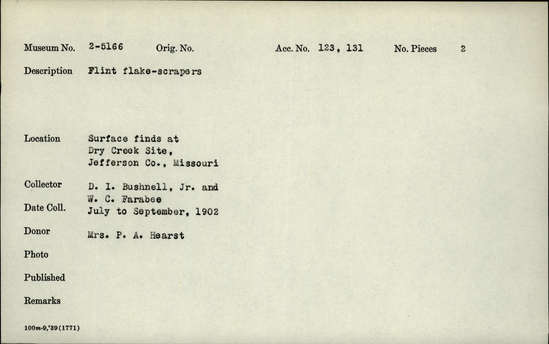 Museum No. 2-5166 Orig. No. Acc. No. 123, 131 No. Pieces 2
Description Flint flake-scrapers
Location Surface finds at
Dry Creek Site,
Jefferson Co., Missouri
Collector D. I. Bushnell, Jr. and
W. C. Farabee
Date Coll. July to September, 1902
Donor Mrs. P. A. Hearst
Photo
Published
Remarks
100m-9,'39(1771)